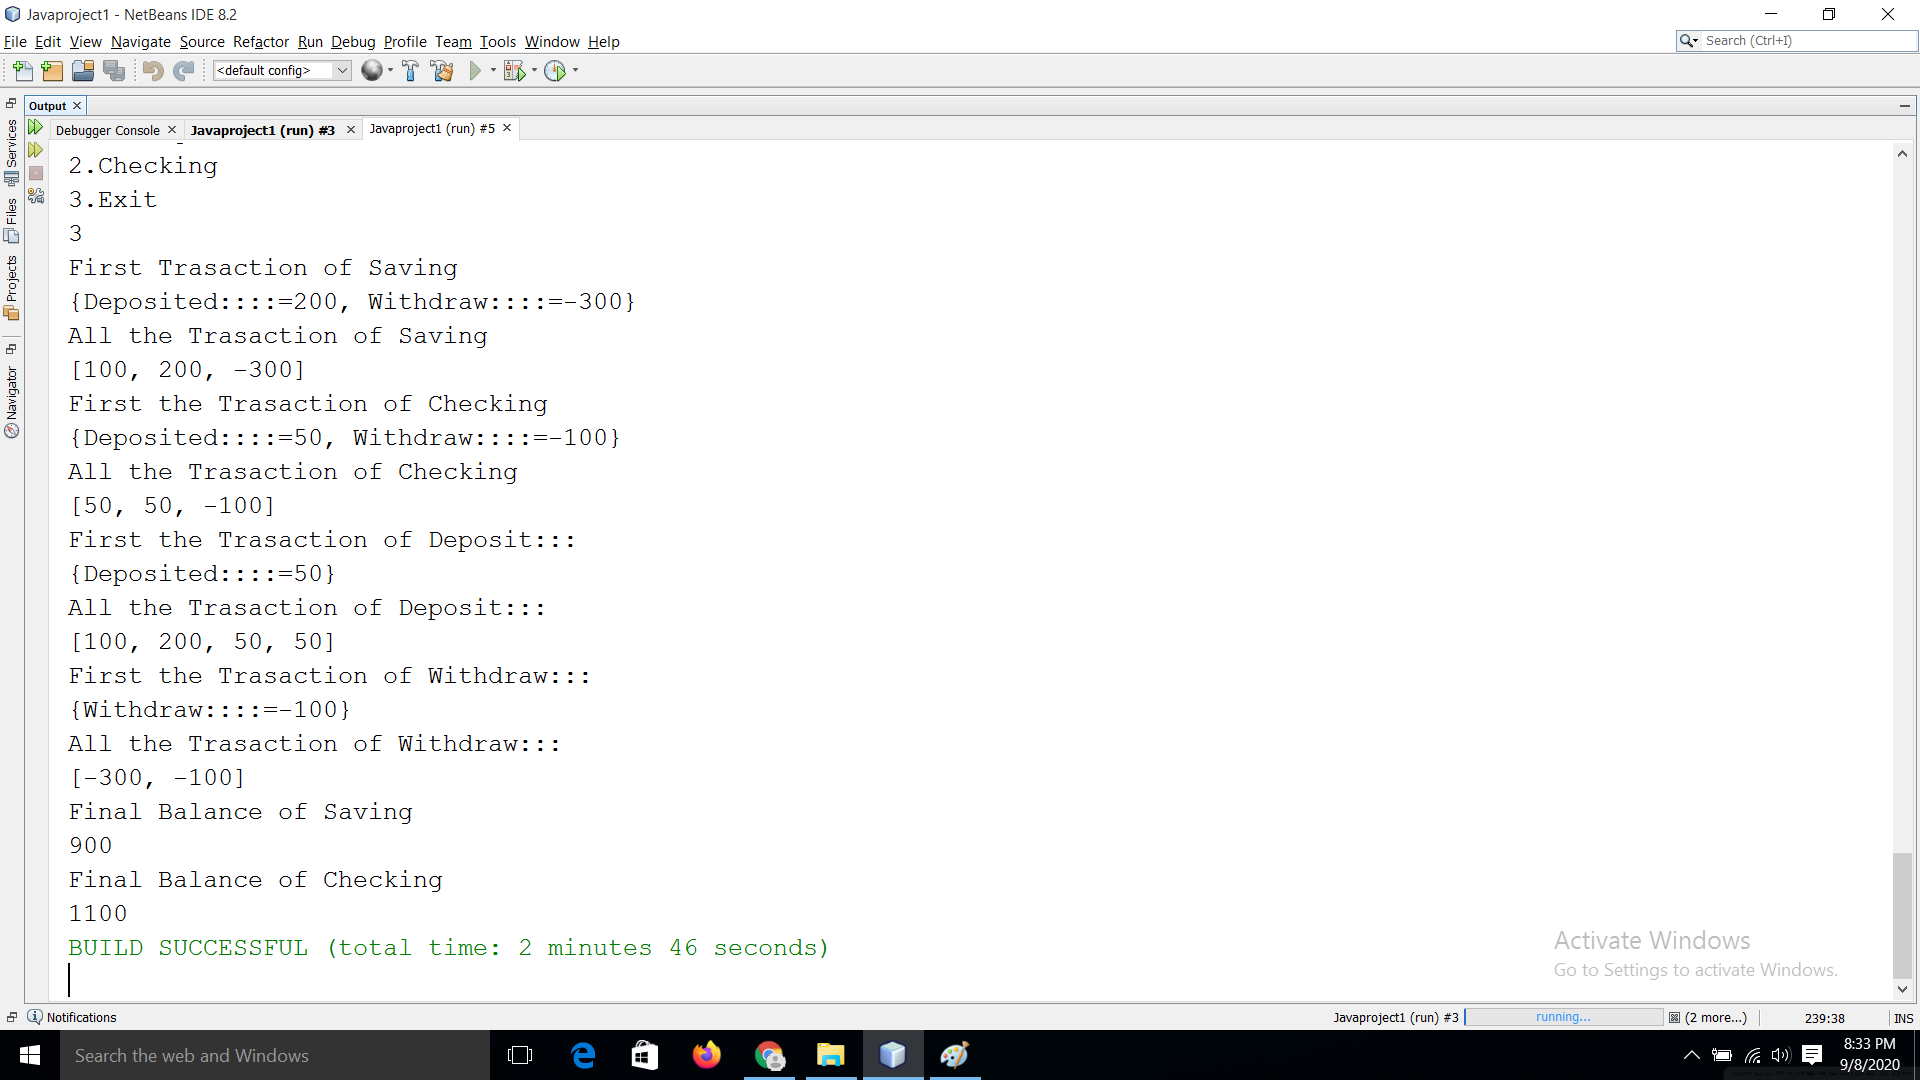 Javaproject1 - NetBeans IDE 8.2
File Edit View Navigate Source Refactor Run Debug Profile Team Tools Window Help
Search (Ctrl+I)
<default config>
Output
Debugger Console Javaproject1 (run) #3 Javaproject1 (run) #5
Services
Files
Projects
Navigator
2.Checking
3.Exit
3
First Trasaction of Saving
{Deposited::::=200, Withdraw::::=-300}
All the Trasaction of Saving
[100, 200, -300]
First the Trasaction of Checking
{Deposited::::=50, Withdraw::::=-100}
All the Trasaction of Checking
[50, 50, -100]
First the Trasaction of Deposit:::
{Deposited::::=50}
All the Trasaction of Deposit:::
[100, 200, 50, 50]
First the Trasaction of Withdraw:::
{Withdraw::::=-100}
All the Trasaction of Withdraw:::
[-300, -100]
Final Balance of Saving
900
Final Balance of Checking
1100
BUILD SUCCESSFUL (total time: 2 minutes 46 seconds)
Activate Windows
Go to Settings to activate Windows.
Notifications
Javaproject1 (run) #3 running... (2 more...) 239:38 INS
Search the web and Windows
8:33 PM
9/8/2020